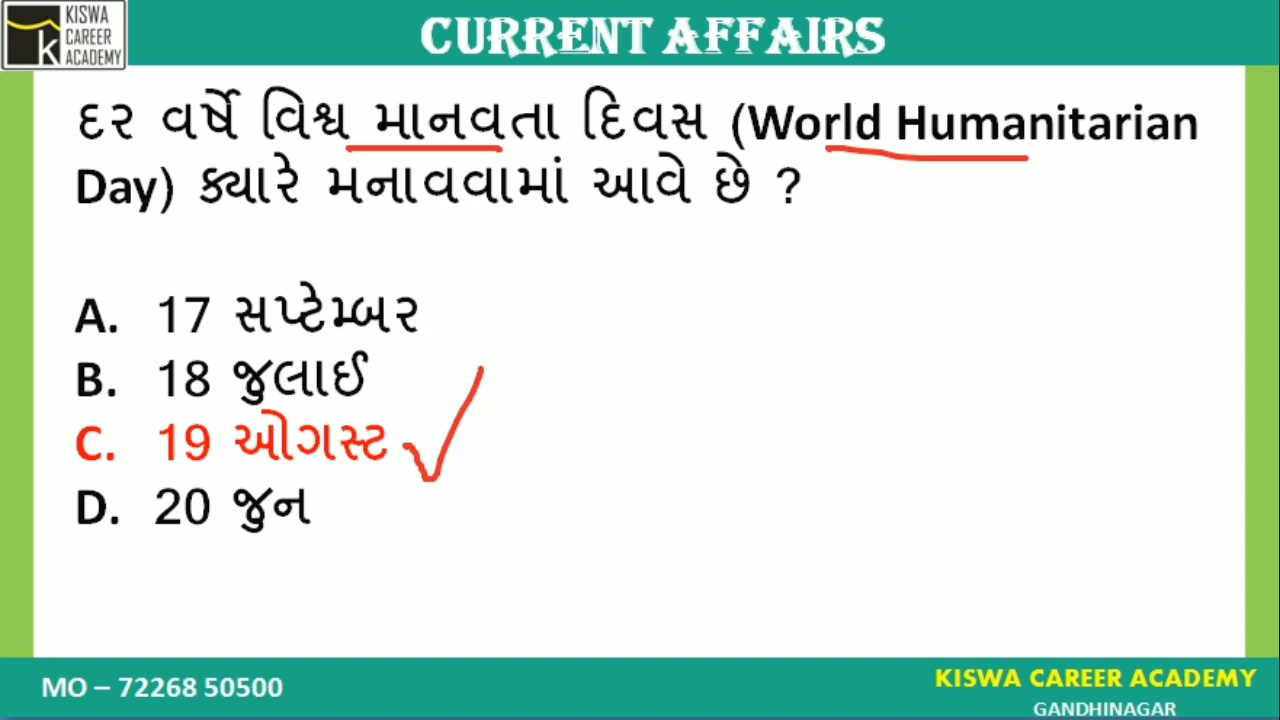 KISWA
CAREER
ACADEMY
CURRENT AFFAIRS
દર વર્ષે વિશ્વ માનવતા દિવસ (World Humanitarian
Day) ક્યારે મનાવવામાં આવે છે ?
A. 17 સપ્ટેમ્બર
B. 18 જુલાઈ
C. 19 ઓગસ્ટ
D. 20 જુન
MO – 72268 50500
KISWA CAREER ACADEMY
GANDHINAGAR